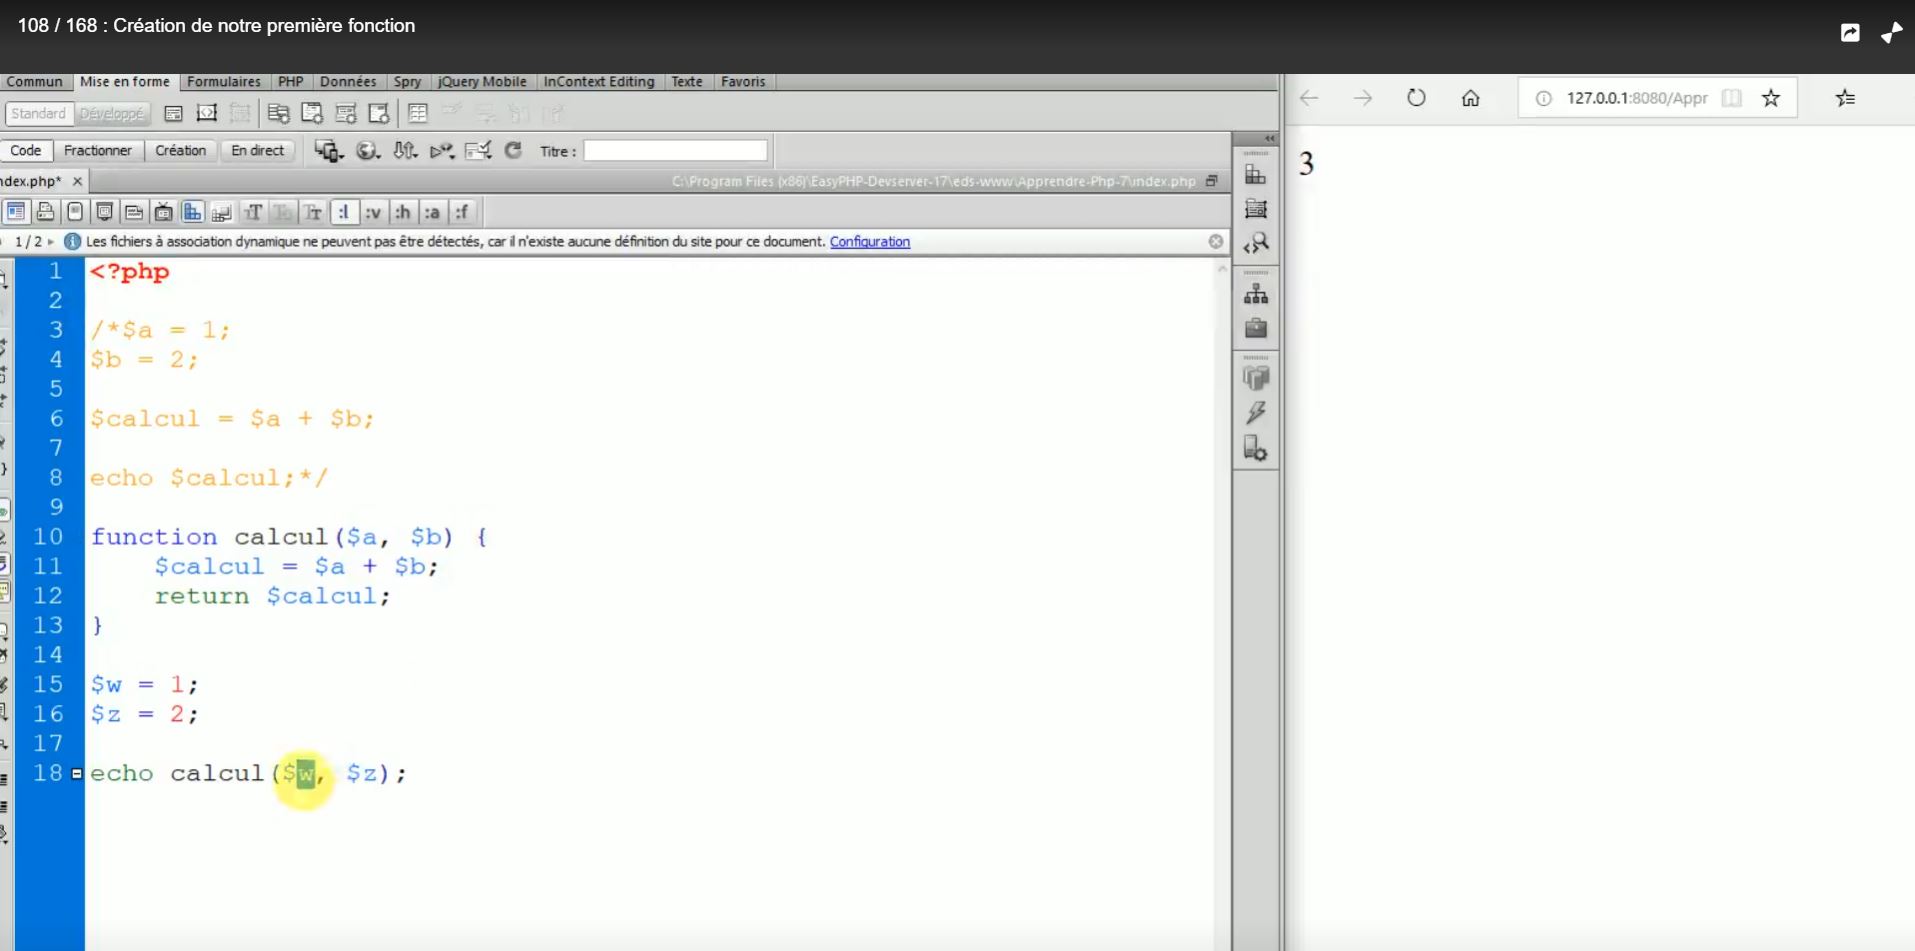 108 / 168 : Création de notre première fonction
Commun Mise en forme Formulaires PHP Données Spry jQuery Mobile InContext Editing Texte Favoris
Standard Développé
127.0.0.1:8080/Appr
Code Fractionner Création En direct Titre :
ndex.php* x C:\Program Files (x86)\EasyPHP-Devserver-17\eds-www\Apprendre-Php-7\index.php
3
:l :v :h :a :f
1 / 2 Les fichiers à association dynamique ne peuvent pas être détectés, car il n'existe aucune définition du site pour ce document. Configuration
1 <?php
2
3 /*$a = 1;
4 $b = 2;
5
6 $calcul = $a + $b;
7
8 echo $calcul;*/
9
10 function calcul($a, $b) {
11 $calcul = $a + $b;
12 return $calcul;
13 }
14
15 $w = 1;
16 $z = 2;
17
18 echo calcul($w, $z);